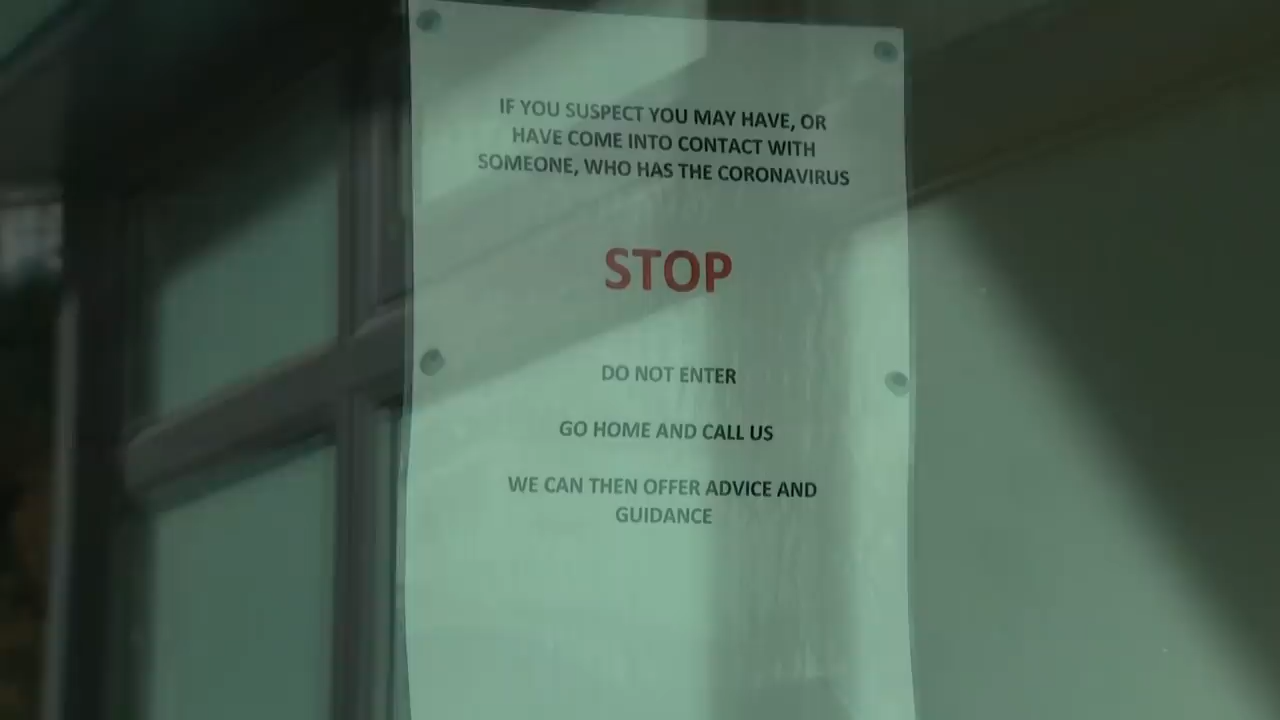 IF YOU SUSPECT YOU MAY HAVE, OR
HAVE COME INTO CONTACT WITH
SOMEONE, WHO HAS THE CORONAVIRUS
STOP
DO NOT ENTER
GO HOME AND CALL US
WE CAN THEN OFFER ADVICE AND
GUIDANCE